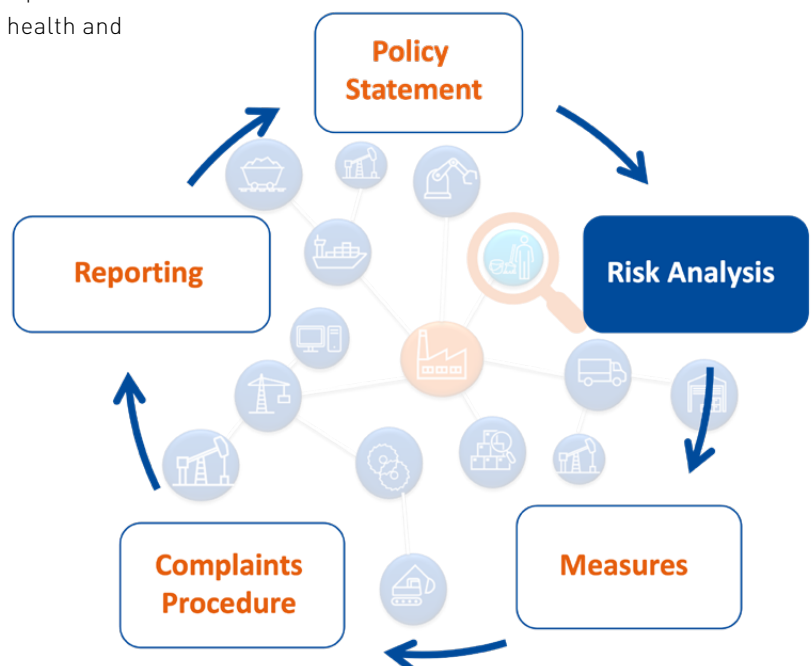 health and
Policy
Statement
Reporting
Risk Analysis
Complaints
Procedure
Measures